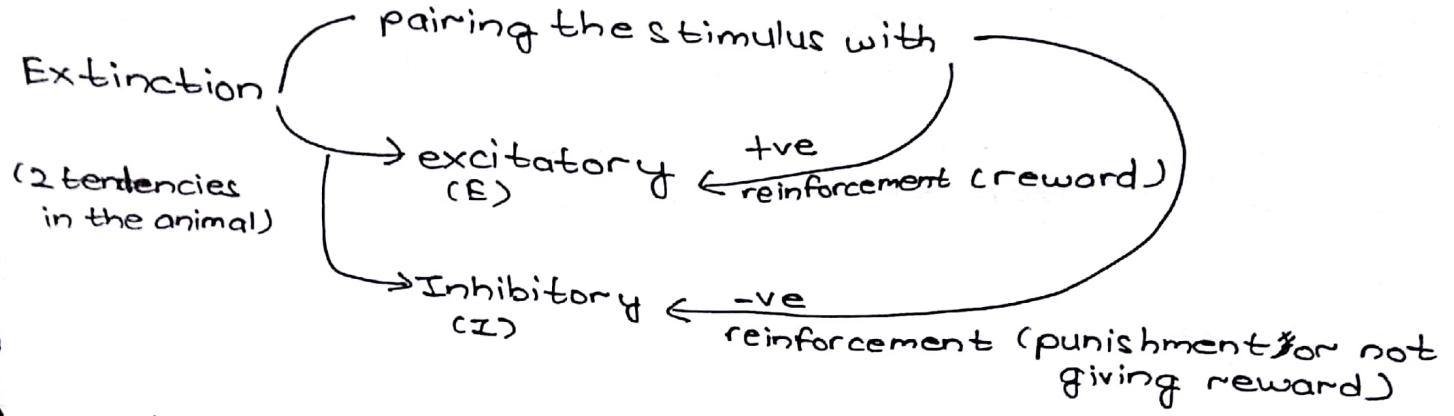 pairing the stimulus with
Extinction
+ve
excitatory
reinforcement (reward)
(E)
(2 tendencies
in the animal)
Inhibitory
-ve
(I)
reinforcement (punishment or not
giving reward)